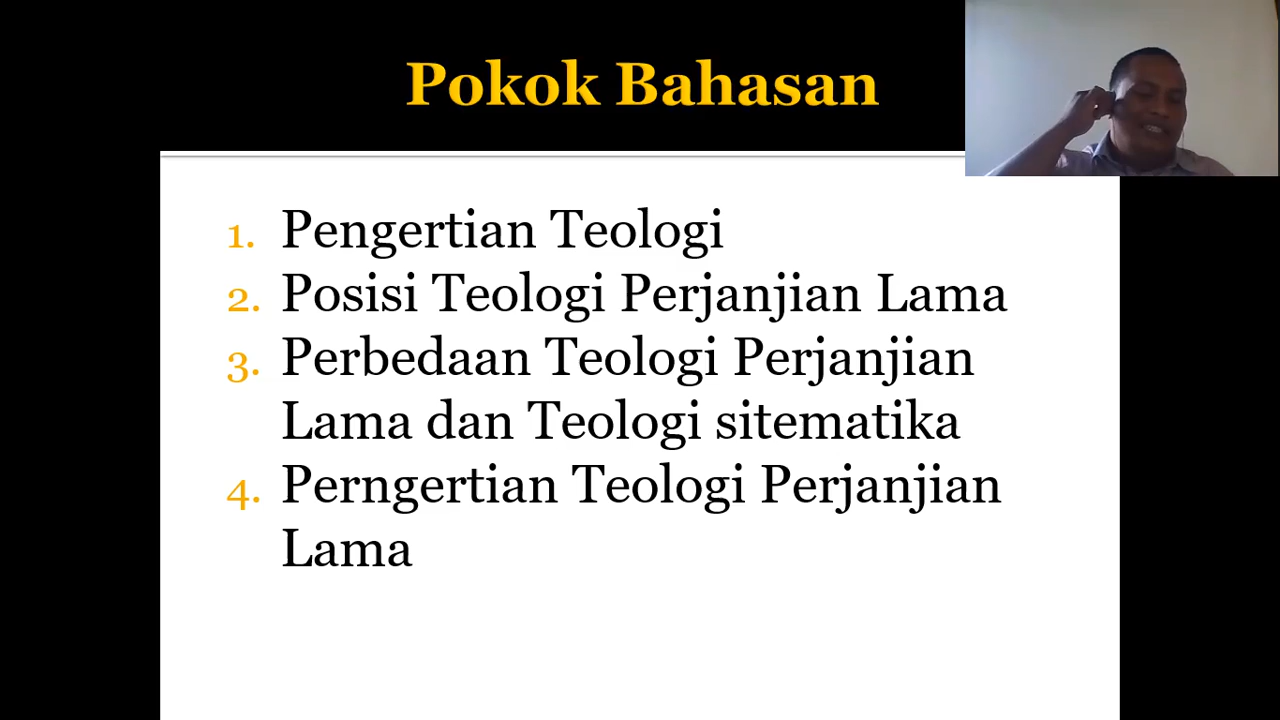 Pokok Bahasan
1. Pengertian Teologi
2. Posisi Teologi Perjanjian Lama
3. Perbedaan Teologi Perjanjian
Lama dan Teologi sitematika
4. Perngertian Teologi Perjanjian
Lama